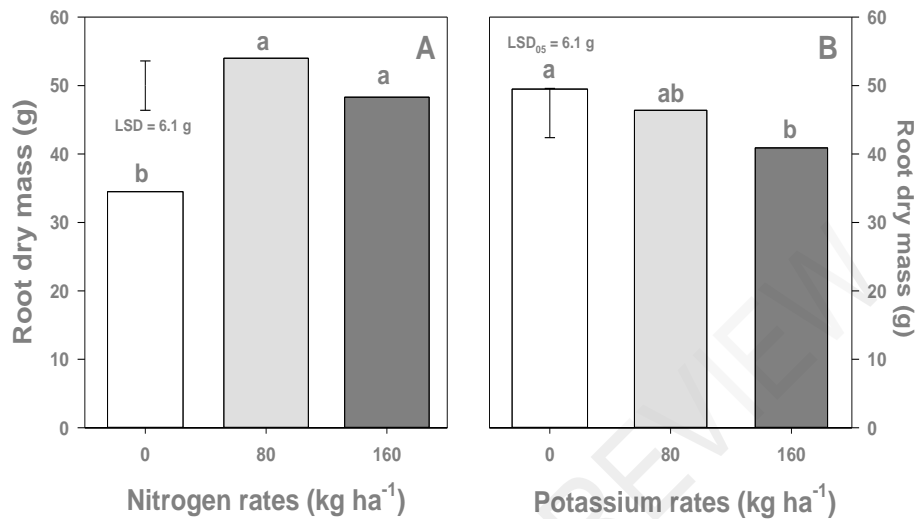 60
50
40
30
20
10
0
Root dry mass (g)
A
a
a
LSD = 6.1 g
b
0
80
160
Nitrogen rates (kg ha⁻¹)
B
LSD₀₅ = 6.1 g
a
ab
b
0
80
160
Potassium rates (kg ha⁻¹)
60
50
40
30
20
10
0
Root dry mass (g)
REVIEW